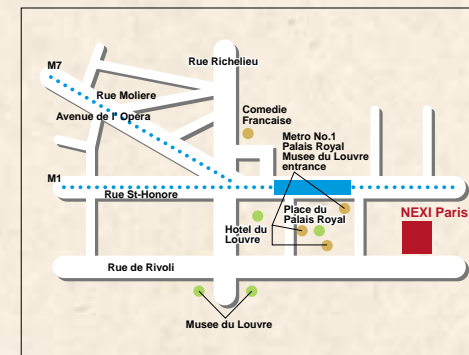 Rue Richelieu
M7
Rue Moliere
Avenue de l' Opera
Comedie
Francaise
Metro No.1
Palais Royal
Musee du Louvre
entrance
M1
Rue St-Honore
Place du
Palais Royal
NEXI Paris
Hotel du
Louvre
Rue de Rivoli
Musee du Louvre